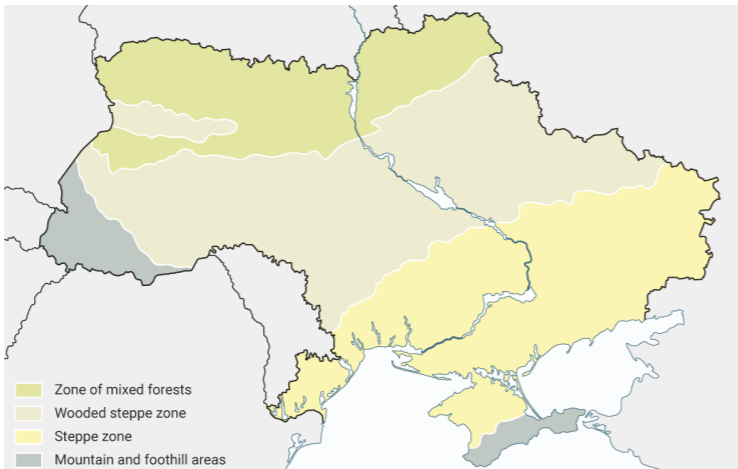 Zone of mixed forests
Wooded steppe zone
Steppe zone
Mountain and foothill areas